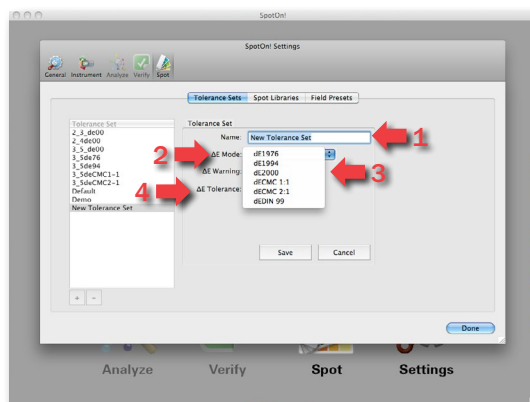 SpotOn!
SpotOn! Settings
General Instrument Analyze Verify Spot
Tolerance Sets Spot Libraries Field Presets
Tolerance Set
2_3_de00
2_4de00
3_5_de00
3_5de76
3_5de94
3_5deCMC1-1
3_5deCMC2-1
Default
Demo
New Tolerance Set
+ -
Tolerance Set
Name: New Tolerance Set 1
2 ΔE Mode:
ΔE Warning: 3
4 ΔE Tolerance:
dE1976
dE1994
dE2000
dECMC 1:1
dECMC 2:1
dEDIN 99
Save Cancel
Done
Analyze Verify Spot Settings